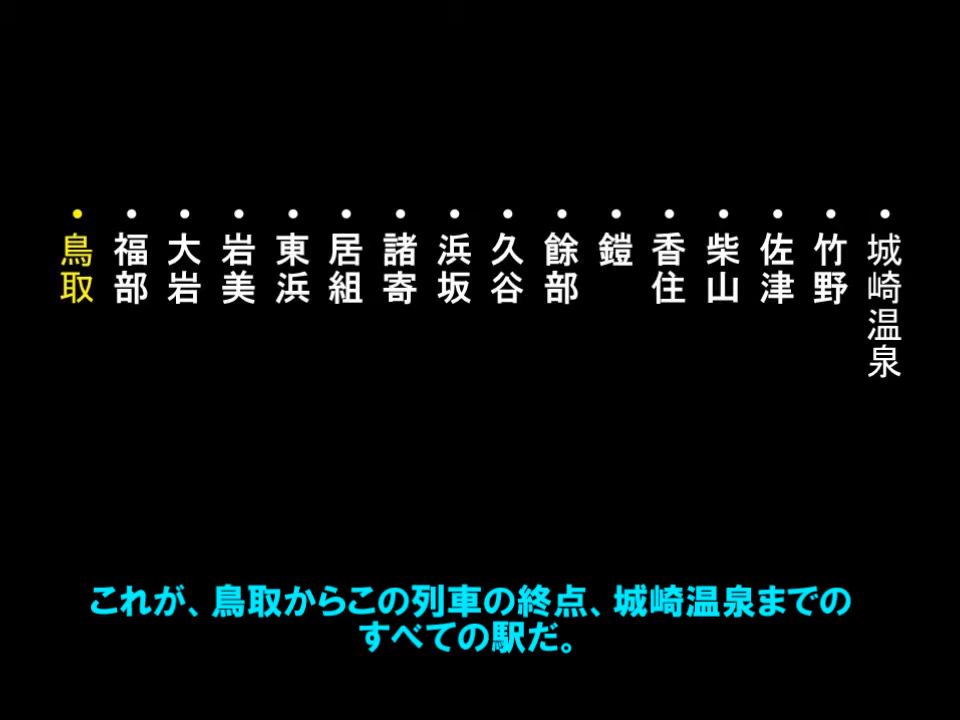 鳥取
福部
大岩
岩美
東浜
居組
諸寄
浜坂
久谷
餘部
鎧
香住
柴山
佐津
竹野
城崎温泉
これが、鳥取からこの列車の終点、城崎温泉までの
すべての駅だ。